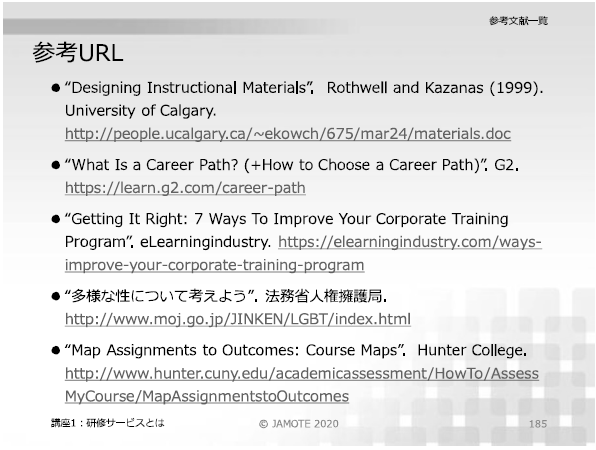 参考文献一覧
参考URL
● “Designing Instructional Materials”. Rothwell and Kazanas (1999).
University of Calgary.
http://people.ucalgary.ca/~ekowch/675/mar24/materials.doc
● “What Is a Career Path? (+How to Choose a Career Path)”. G2.
https://learn.g2.com/career-path
● “Getting It Right: 7 Ways To Improve Your Corporate Training
Program”. eLearningindustry. https://elearningindustry.com/ways-
improve-your-corporate-training-program
● “多様な性について考えよう”. 法務省人権擁護局.
http://www.moj.go.jp/JINKEN/LGBT/index.html
● “Map Assignments to Outcomes: Course Maps”. Hunter College.
http://www.hunter.cuny.edu/academicassessment/HowTo/Assess
MyCourse/MapAssignmentstoOutcomes
講座1：研修サービスとは © JAMOTE 2020 185